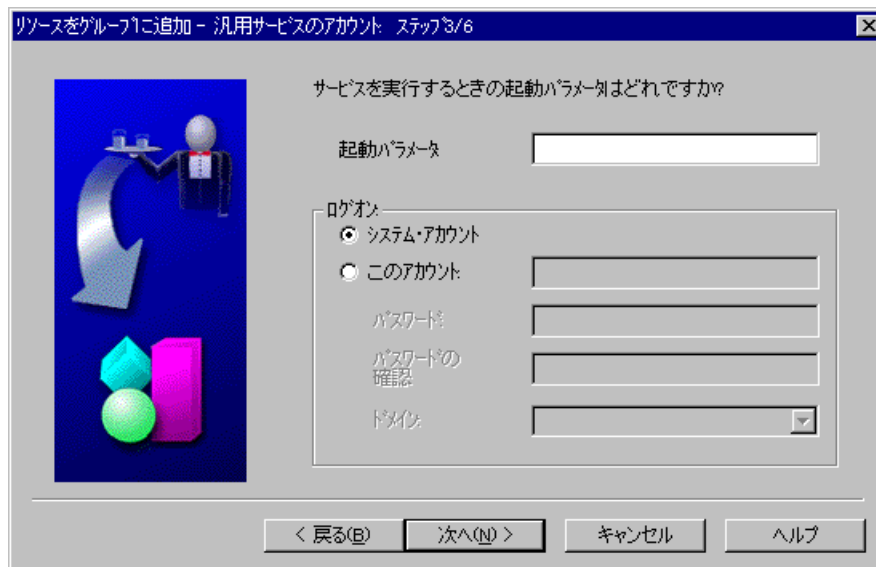 リソースをグループに追加 - 汎用サービスのアカウント ステップ3/6
サービスを実行するときの起動パラメータはどれですか?
起動パラメータ
ログオン:
システム・アカウント
このアカウント:
パスワード:
パスワードの
確認:
ドメイン:
< 戻る(B)
次へ(N) >
キャンセル
ヘルプ